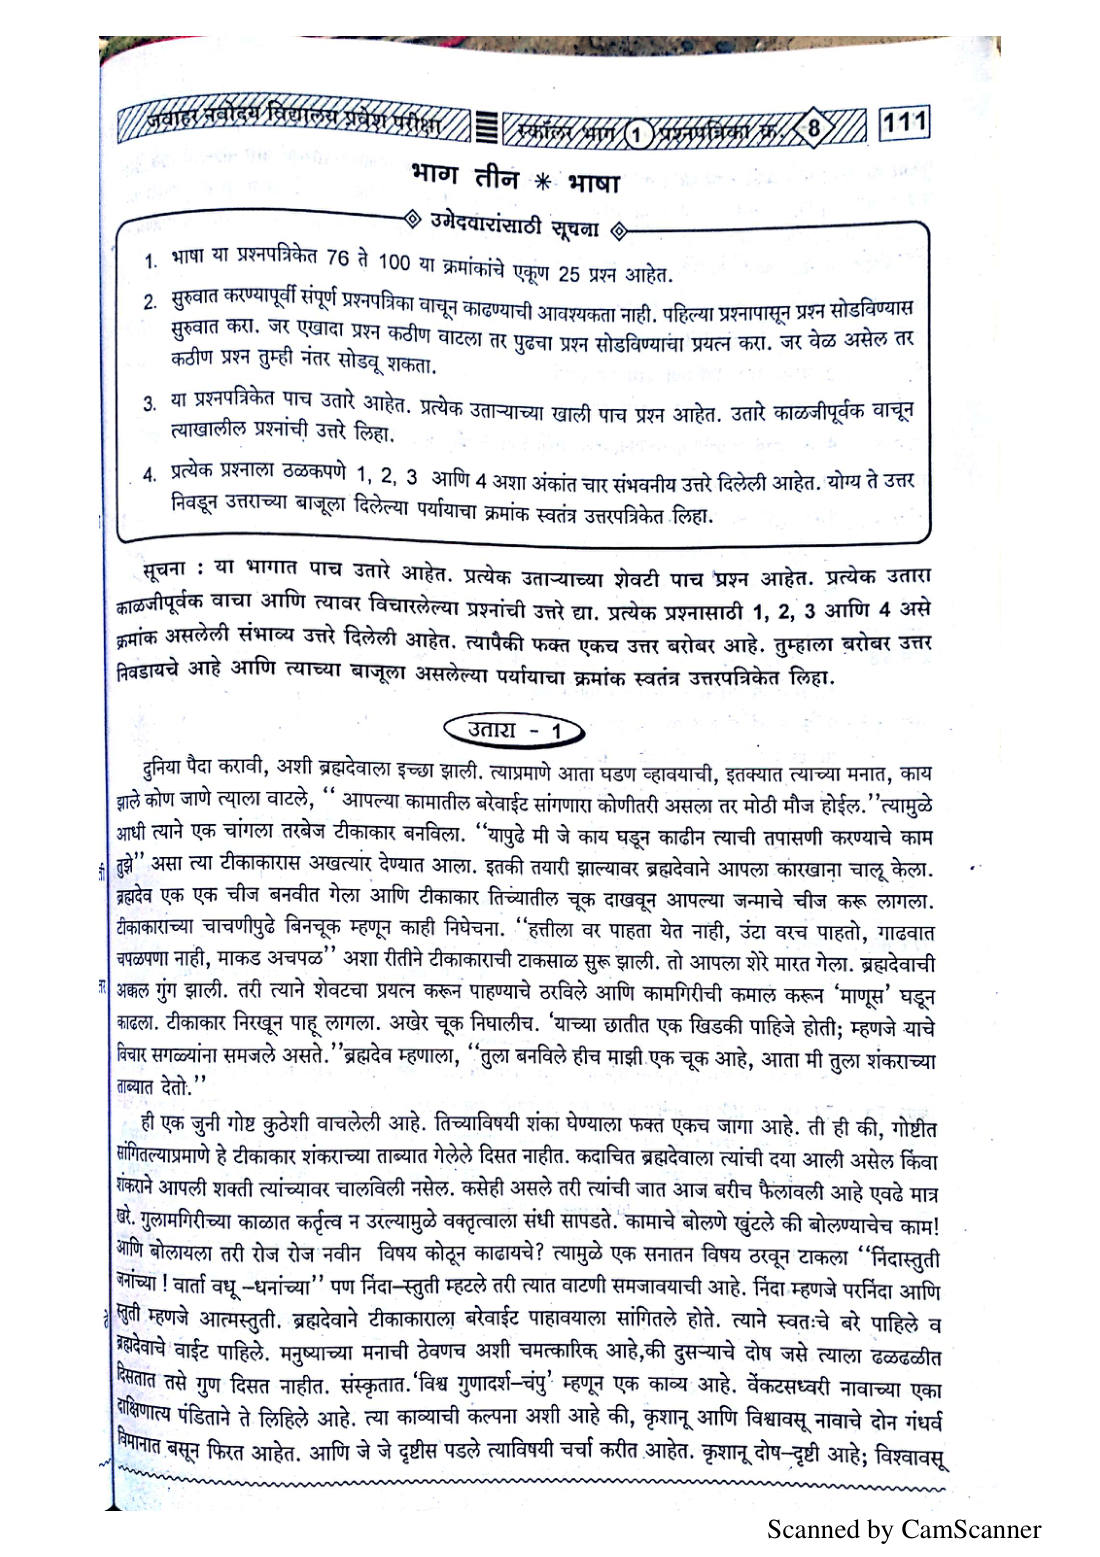 जवाहर नवोदय विद्यालय प्रवेश परीक्षा स्कॉलर भाग 1 प्रश्नपत्रिका क्र. 8 111
भाग तीन * भाषा
उमेदवारांसाठी सूचना
1. भाषा या प्रश्नपत्रिकेत 76 ते 100 या क्रमांकांचे एकूण 25 प्रश्न आहेत.
2. सुरुवात करण्यापूर्वी संपूर्ण प्रश्नपत्रिका वाचून काढण्याची आवश्यकता नाही. पहिल्या प्रश्नापासून प्रश्न सोडविण्यास
सुरुवात करा. जर एखादा प्रश्न कठीण वाटला तर पुढचा प्रश्न सोडविण्याचा प्रयत्न करा. जर वेळ असेल तर
कठीण प्रश्न तुम्ही नंतर सोडवू शकता.
3. या प्रश्नपत्रिकेत पाच उतारे आहेत. प्रत्येक उताऱ्याच्या खाली पाच प्रश्न आहेत. उतारे काळजीपूर्वक वाचून
त्याखालील प्रश्नांची उत्तरे लिहा.
4. प्रत्येक प्रश्नाला ठळकपणे 1, 2, 3 आणि 4 अशा अंकांत चार संभवनीय उत्तरे दिलेली आहेत. योग्य ते उत्तर
निवडून उत्तराच्या बाजूला दिलेल्या पर्यायाचा क्रमांक स्वतंत्र उत्तरपत्रिकेत लिहा.
सूचना : या भागात पाच उतारे आहेत. प्रत्येक उताऱ्याच्या शेवटी पाच प्रश्न आहेत. प्रत्येक उतारा
काळजीपूर्वक वाचा आणि त्यावर विचारलेल्या प्रश्नांची उत्तरे द्या. प्रत्येक प्रश्नासाठी 1, 2, 3 आणि 4 असे
क्रमांक असलेली संभाव्य उत्तरे दिलेली आहेत. त्यापैकी फक्त एकच उत्तर बरोबर आहे. तुम्हाला बरोबर उत्तर
निवडायचे आहे आणि त्याच्या बाजूला असलेल्या पर्यायाचा क्रमांक स्वतंत्र उत्तरपत्रिकेत लिहा.
उतारा - 1
दुनिया पैदा करावी, अशी ब्रह्मदेवाला इच्छा झाली. त्याप्रमाणे आता घडण व्हावयाची, इतक्यात त्याच्या मनात, काय
झाले कोण जाणे त्याला वाटले, ‘‘ आपल्या कामातील बरेवाईट सांगणारा कोणीतरी असला तर मोठी मौज होईल.’’त्यामुळे
आधी त्याने एक चांगला तरबेज टीकाकार बनविला. ‘‘यापुढे मी जे काय घडून काढीन त्याची तपासणी करण्याचे काम
तुझे’’ असा त्या टीकाकारास अखत्यार देण्यात आला. इतकी तयारी झाल्यावर ब्रह्मदेवाने आपला कारखाना चालू केला.
ब्रह्मदेव एक एक चीज बनवीत गेला आणि टीकाकार तिच्यातील चूक दाखवून आपल्या जन्माचे चीज करू लागला.
टीकाकाराच्या चाचणीपुढे बिनचूक म्हणून काही निघेचना. ‘‘हत्तीला वर पाहता येत नाही, उंटा वरच पाहतो, गाढवात
चपळपणा नाही, माकड अचपळ’’ अशा रीतीने टीकाकाराची टाकसाळ सुरू झाली. तो आपला शेरे मारत गेला. ब्रह्मदेवाची
अक्कल गुंग झाली. तरी त्याने शेवटचा प्रयत्न करून पाहण्याचे ठरविले आणि कामगिरीची कमाल करून ‘माणूस’ घडून
काढला. टीकाकार निरखून पाहू लागला. अखेर चूक निघालीच. ‘याच्या छातीत एक खिडकी पाहिजे होती; म्हणजे याचे
विचार सगळ्यांना समजले असते.’’ब्रह्मदेव म्हणाला, ‘‘तुला बनविले हीच माझी एक चूक आहे, आता मी तुला शंकराच्या
ताब्यात देतो.’’
ही एक जुनी गोष्ट कुठेशी वाचलेली आहे. तिच्याविषयी शंका घेण्याला फक्त एकच जागा आहे. ती ही की, गोष्टीत
सांगितल्याप्रमाणे हे टीकाकार शंकराच्या ताब्यात गेलेले दिसत नाहीत. कदाचित ब्रह्मदेवाला त्यांची दया आली असेल किंवा
शंकराने आपली शक्ती त्यांच्यावर चालविली नसेल. कसेही असले तरी त्यांची जात आज बरीच फैलावली आहे एवढे मात्र
खरे. गुलामगिरीच्या काळात कर्तृत्व न उरल्यामुळे वक्तृत्वाला संधी सापडते. कामाचे बोलणे खुंटले की बोलण्याचेच काम!
आणि बोलायला तरी रोज रोज नवीन विषय कोठून काढायचे? त्यामुळे एक सनातन विषय ठरवून टाकला ‘‘निंदास्तुती
जनांच्या ! वार्ता वधू –धनांच्या’’ पण निंदा–स्तुती म्हटले तरी त्यात वाटणी समजावयाची आहे. निंदा म्हणजे परनिंदा आणि
स्तुती म्हणजे आत्मस्तुती. ब्रह्मदेवाने टीकाकाराला बरेवाईट पाहावयाला सांगितले होते. त्याने स्वतःचे बरे पाहिले व
ब्रह्मदेवाचे वाईट पाहिले. मनुष्याच्या मनाची ठेवणच अशी चमत्कारिक आहे,की दुसऱ्याचे दोष जसे त्याला ढळढळीत
दिसतात तसे गुण दिसत नाहीत. संस्कृतात.‘विश्व गुणादर्श–चंपु’ म्हणून एक काव्य आहे. वेंकटसध्वरी नावाच्या एका
दाक्षिणात्य पंडिताने ते लिहिले आहे. त्या काव्याची कल्पना अशी आहे की, कृशानू आणि विश्वावसू नावाचे दोन गंधर्व
विमानात बसून फिरत आहेत. आणि जे जे दृष्टीस पडले त्याविषयी चर्चा करीत आहेत. कृशानू दोष–दृष्टी आहे; विश्वावसू
Scanned by CamScanner